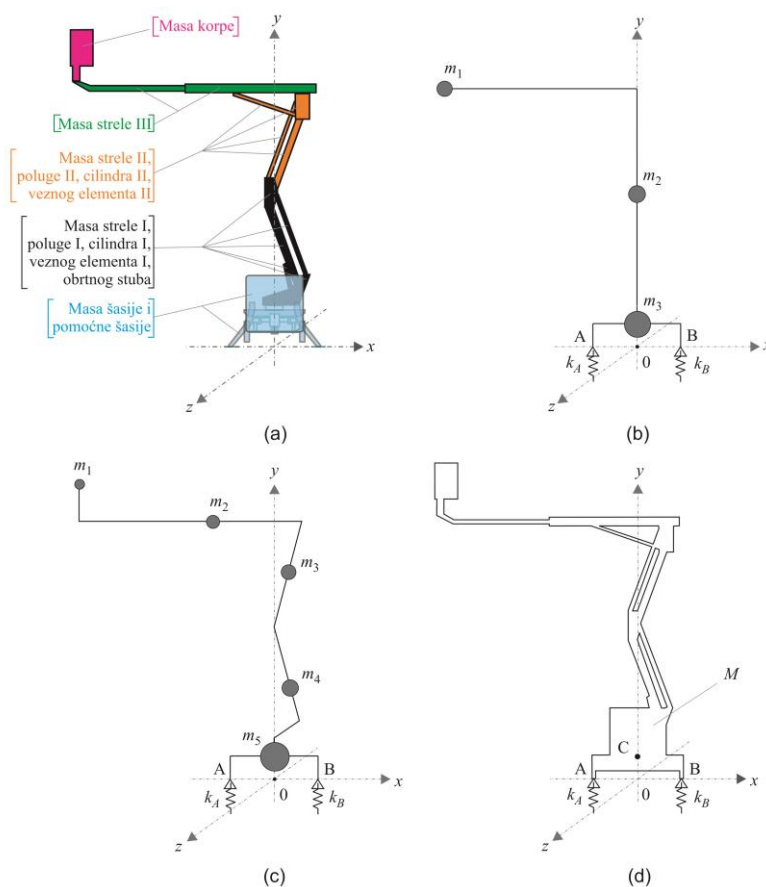 y
[Masa korpe]
[Masa strele III]
[Masa strele II,
poluge II, cilindra II,
veznog elementa II]
[Masa strele I,
poluge I, cilindra I,
veznog elementa I,
obrtnog stuba]
[Masa šasije i
pomoćne šasije]
x
z
(a)
y
m1
m2
m3
A
B
kA
0
kB
z
(b)
y
m1
m2
m3
m4
m5
A
B
x
kA
0
kB
z
(c)
y
M
C
A
B
x
kA
0
kB
z
(d)